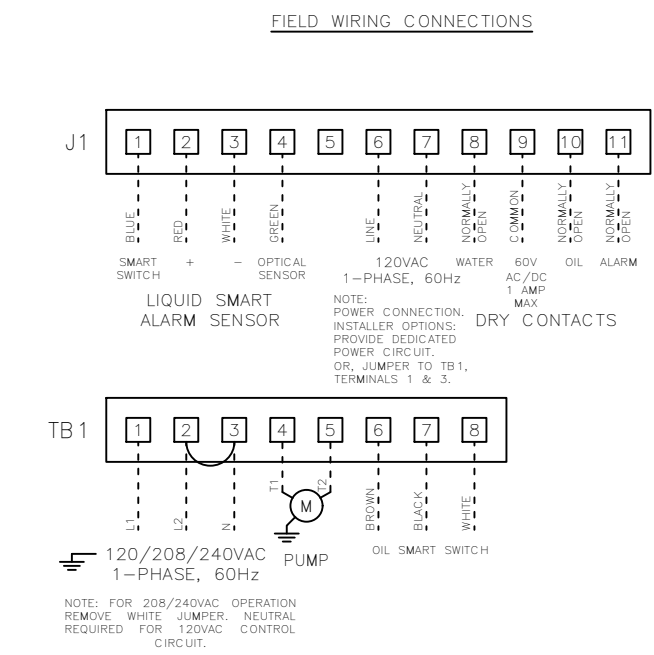 FIELD WIRING CONNECTIONS
J1
1 2 3 4 5 6 7 8 9 10 11
BLUE RED WHITE GREEN LINE NEUTRAL NORMALLY OPEN COMMON NORMALLY OPEN NORMALLY OPEN
SMART SWITCH + − OPTICAL SENSOR
120VAC
1-PHASE, 60Hz
WATER
60V
AC/DC
1 AMP
MAX
OIL
ALARM
LIQUID SMART
ALARM SENSOR
DRY CONTACTS
NOTE:
POWER CONNECTION.
INSTALLER OPTIONS:
PROVIDE DEDICATED
POWER CIRCUIT.
OR, JUMPER TO TB1,
TERMINALS 1 & 3.
TB1
1 2 3 4 5 6 7 8
L1 L2 N T1 T2 BROWN BLACK WHITE
M
120/208/240VAC
1-PHASE, 60Hz
PUMP
OIL SMART SWITCH
NOTE: FOR 208/240VAC OPERATION
REMOVE WHITE JUMPER. NEUTRAL
REQUIRED FOR 120VAC CONTROL
CIRCUIT.